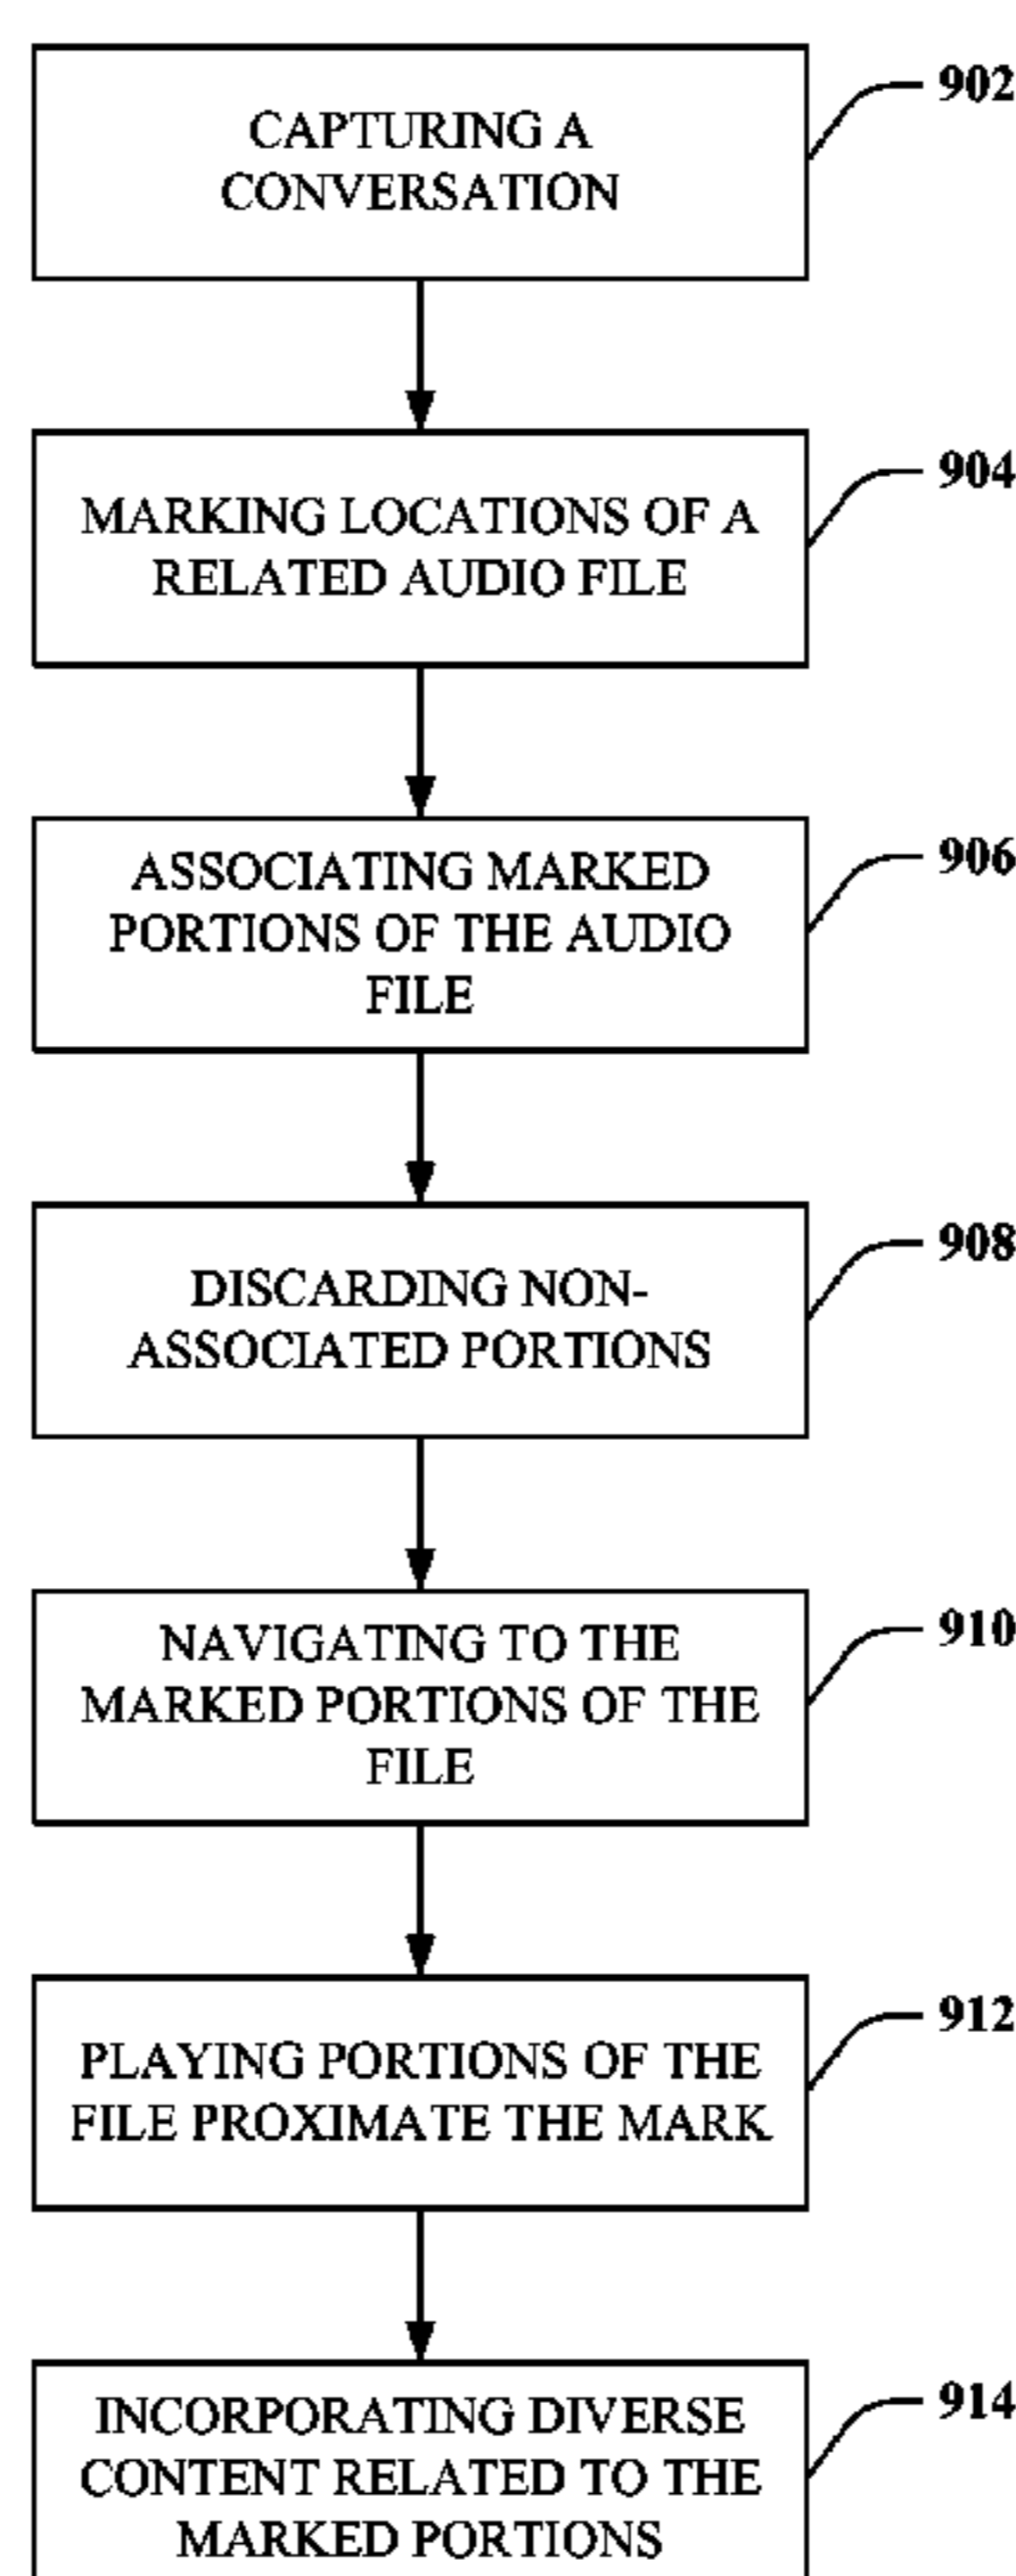 CAPTURING A
CONVERSATION
902
MARKING LOCATIONS OF A
RELATED AUDIO FILE
904
ASSOCIATING MARKED
PORTIONS OF THE AUDIO
FILE
906
DISCARDING NON-
ASSOCIATED PORTIONS
908
NAVIGATING TO THE
MARKED PORTIONS OF THE
FILE
910
PLAYING PORTIONS OF THE
FILE PROXIMATE THE MARK
912
INCORPORATING DIVERSE
CONTENT RELATED TO THE
MARKED PORTIONS
914